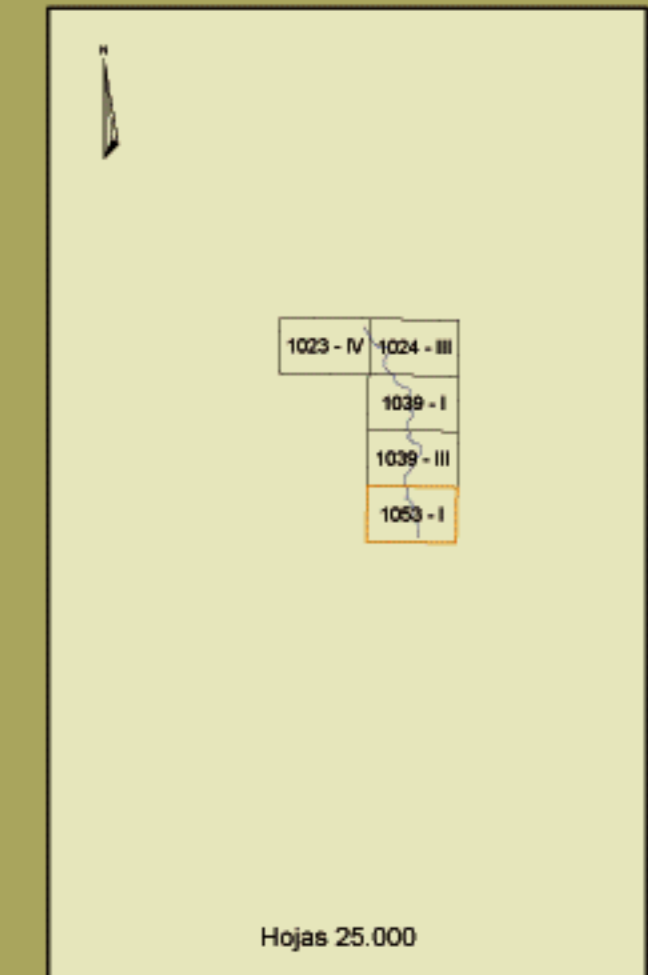 N
1023 - IV 1024 - III
1039 - I
1039 - III
1053 - I
Hojas 25.000